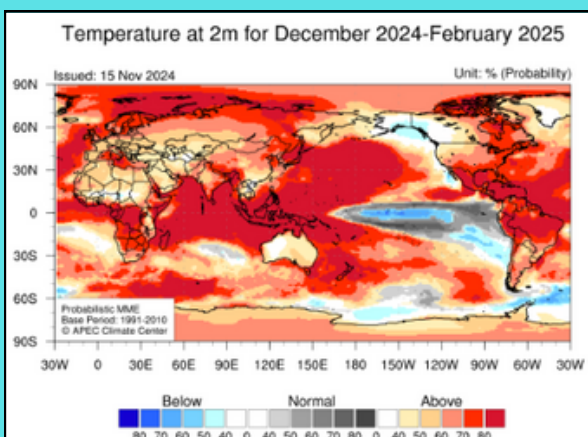 Temperature at 2m for December 2024-February 2025
Issued: 15 Nov 2024 Unit: % (Probability)
90N
60N
30N
0
30S
60S
90S
Probabilistic MME
Base Period: 1991-2010
© APEC Climate Center
30W 0 30E 60E 90E 120E 150E 180 150W 120W 90W 60W 30W
Below Normal Above
80 70 60 50 40 0 40 50 60 70 80 0 40 50 60 70 80